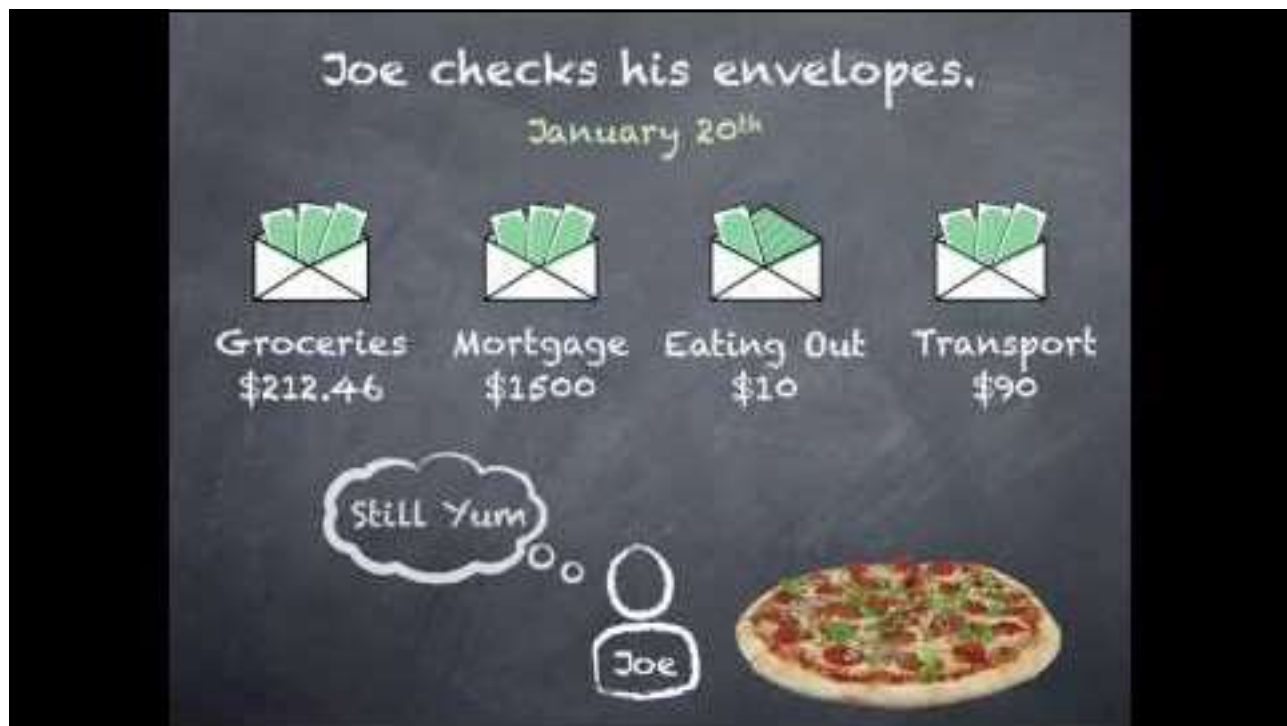 Joe checks his envelopes.
January 20th
Groceries
$212.46
Mortgage
$1500
Eating Out
$10
Transport
$90
Still Yum
Joe